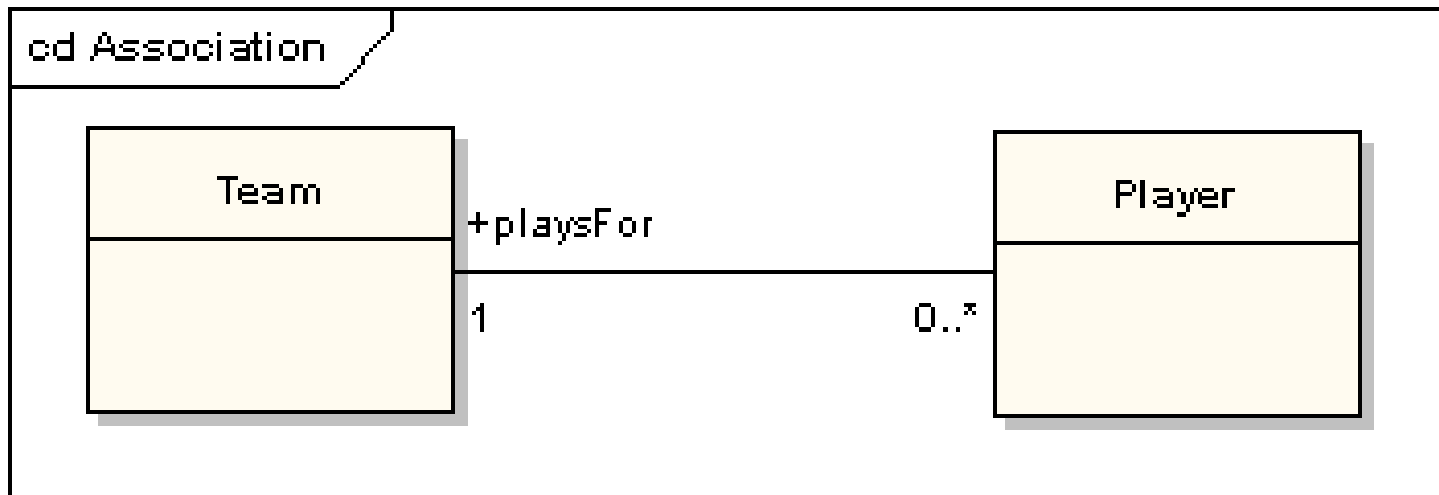 cd Association
Team
Player
+playsFor
1
0..*